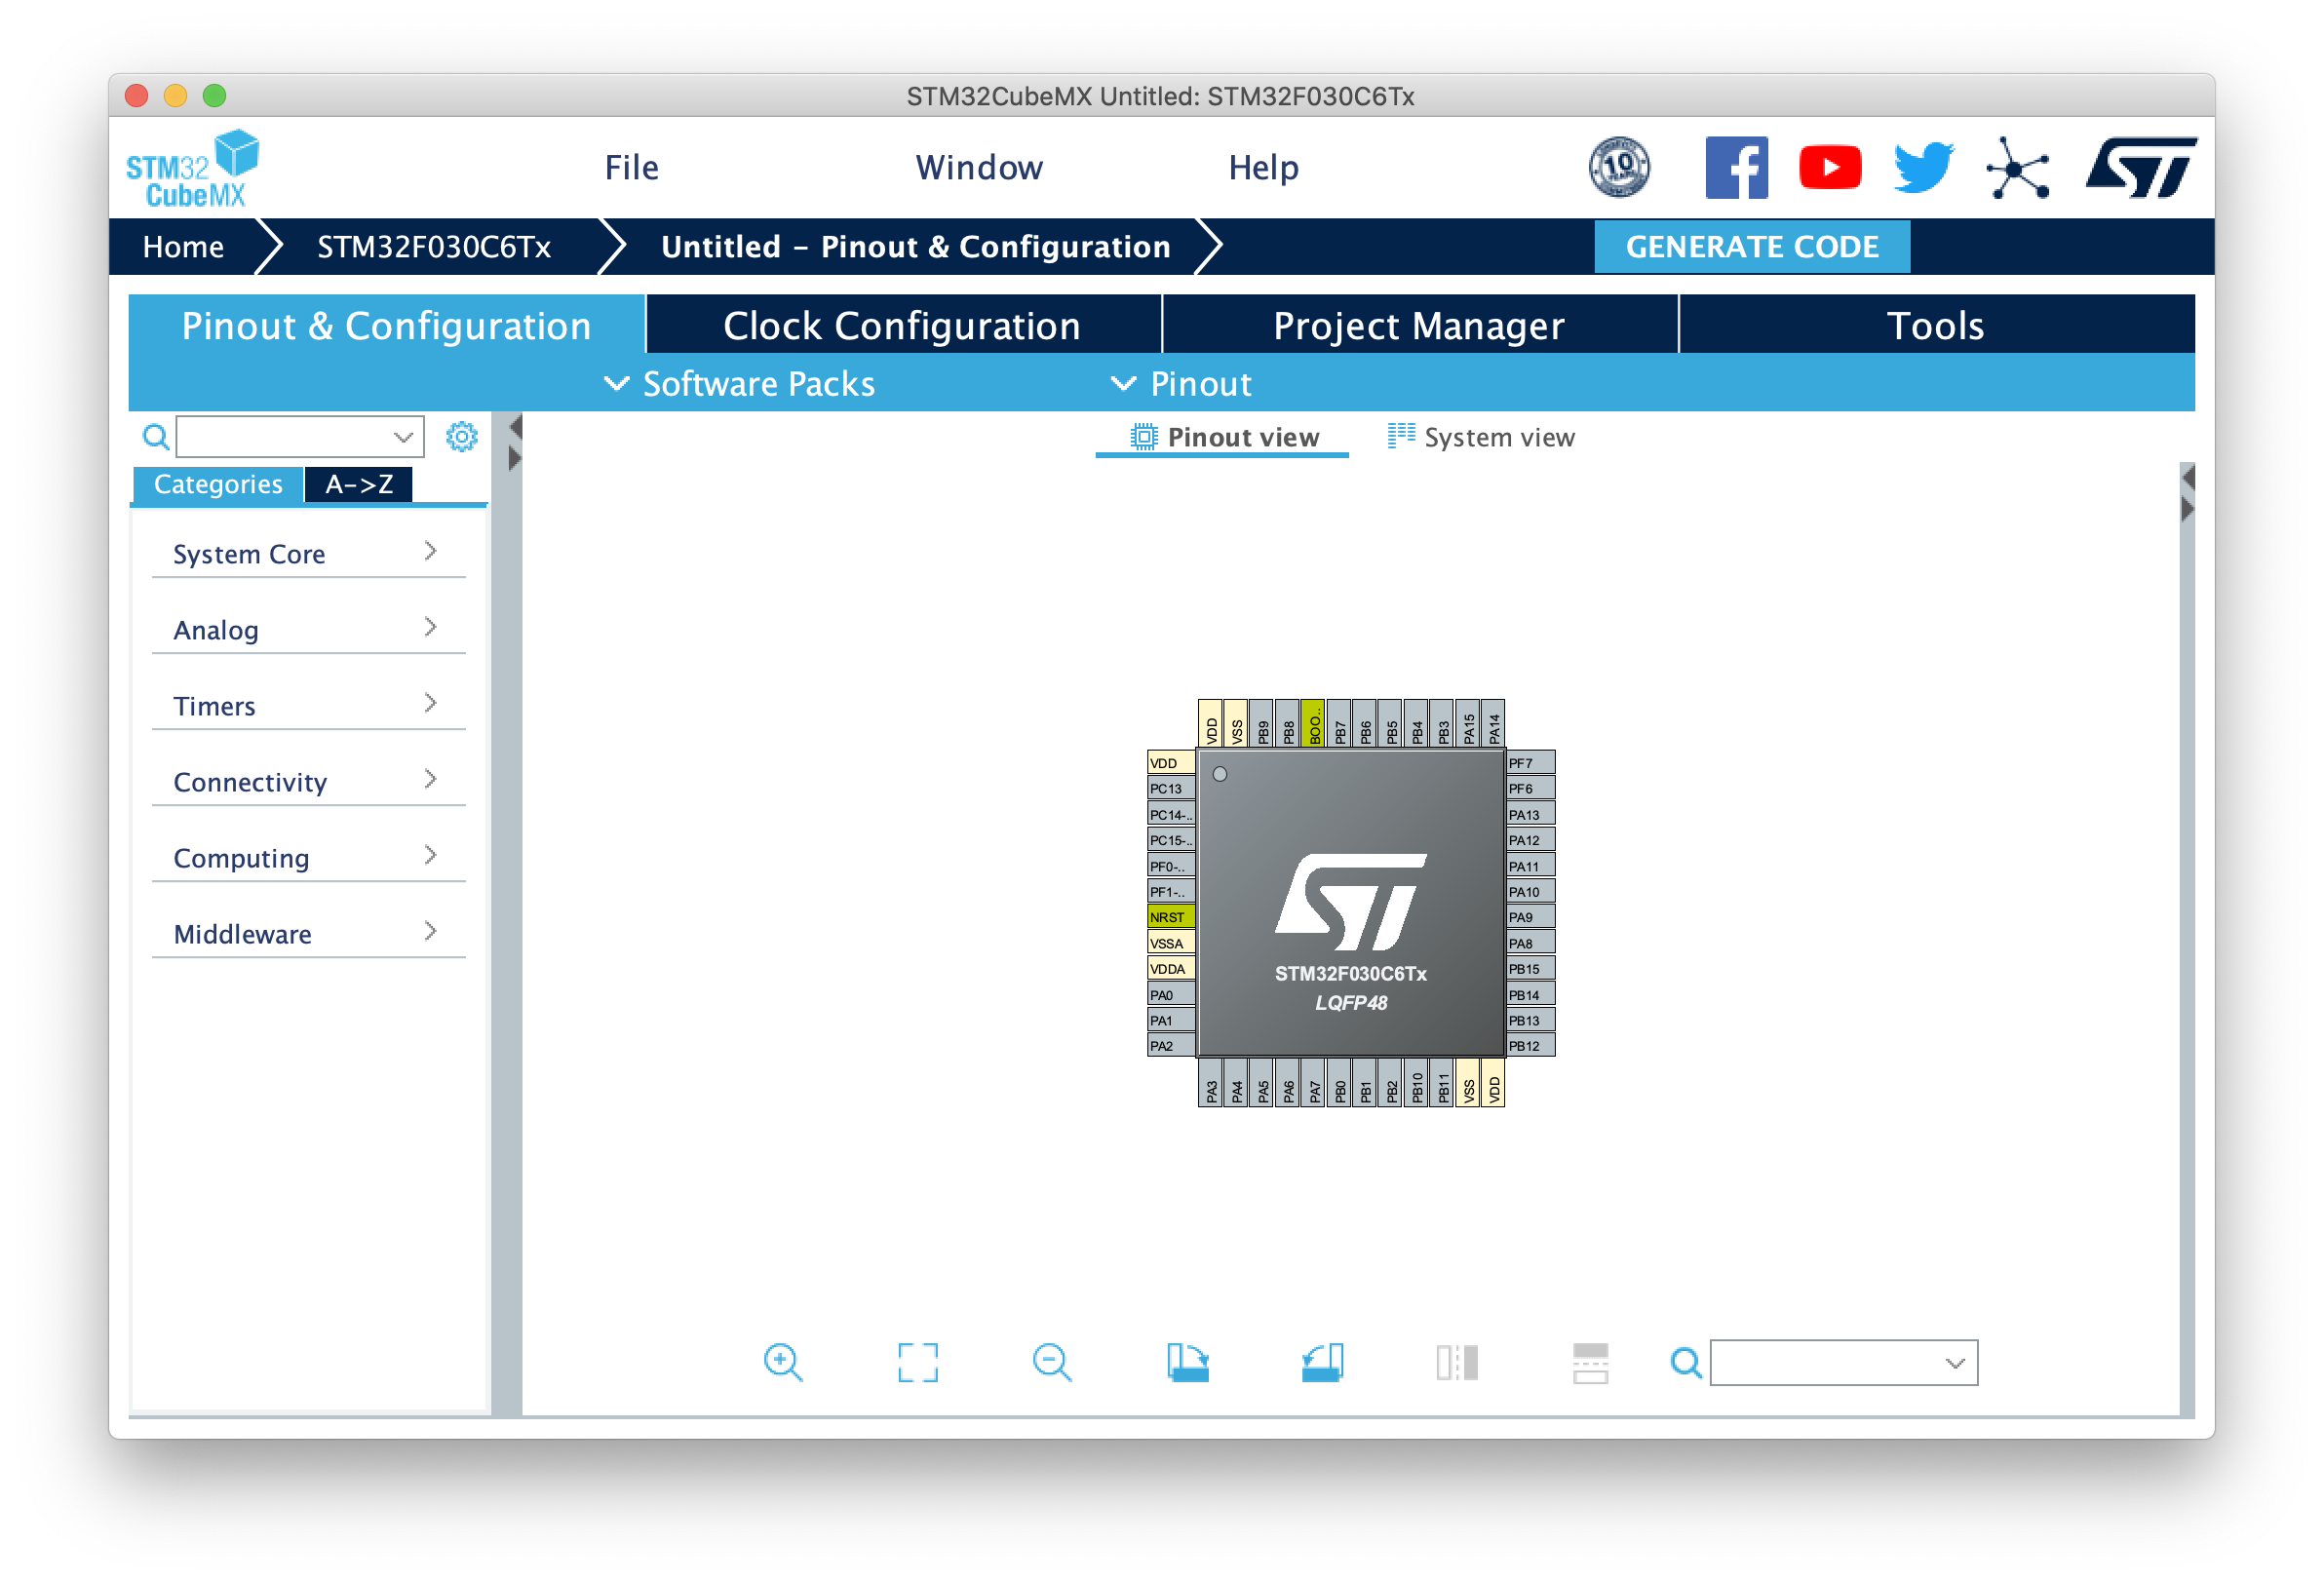 STM32CubeMX Untitled: STM32F030C6Tx
STM32
CubeMX
File
Window
Help
10
YEARS
ST
Home
STM32F030C6Tx
Untitled – Pinout & Configuration
GENERATE CODE
Pinout & Configuration
Clock Configuration
Project Manager
Tools
Software Packs
Pinout
Pinout view
System view
Categories
A->Z
System Core
Analog
Timers
Connectivity
Computing
Middleware
VDD
VSS
PB9
PB8
BOO..
PB7
PB6
PB5
PB4
PB3
PA15
PA14
VDD
PC13
PC14-..
PC15-..
PF0-..
PF1-..
NRST
VSSA
VDDA
PA0
PA1
PA2
ST
STM32F030C6Tx
LQFP48
PF7
PF6
PA13
PA12
PA11
PA10
PA9
PA8
PB15
PB14
PB13
PB12
PA3
PA4
PA5
PA6
PA7
PB0
PB1
PB2
PB10
PB11
VSS
VDD